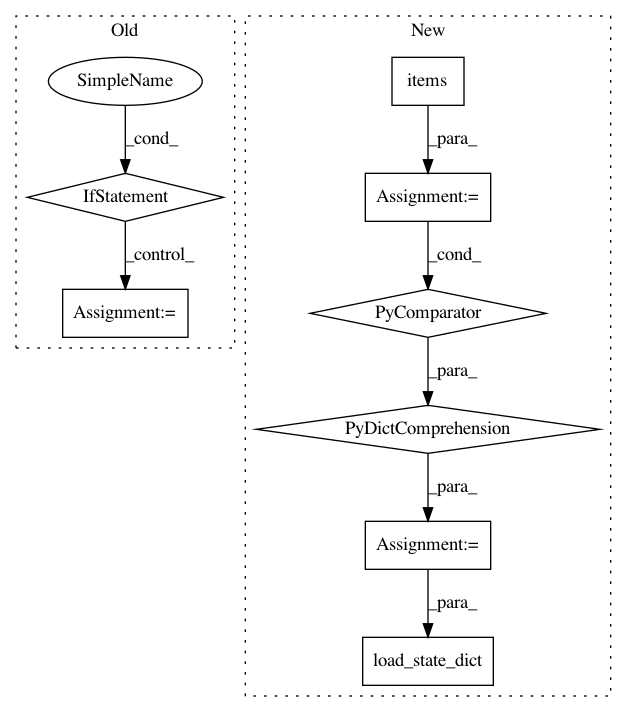 Old
SimpleName
_cond_
IfStatement
_control_
Assignment:=
New
items
_para_
Assignment:=
_cond_
PyComparator
_para_
PyDictComprehension
_para_
Assignment:=
_para_
load_state_dict